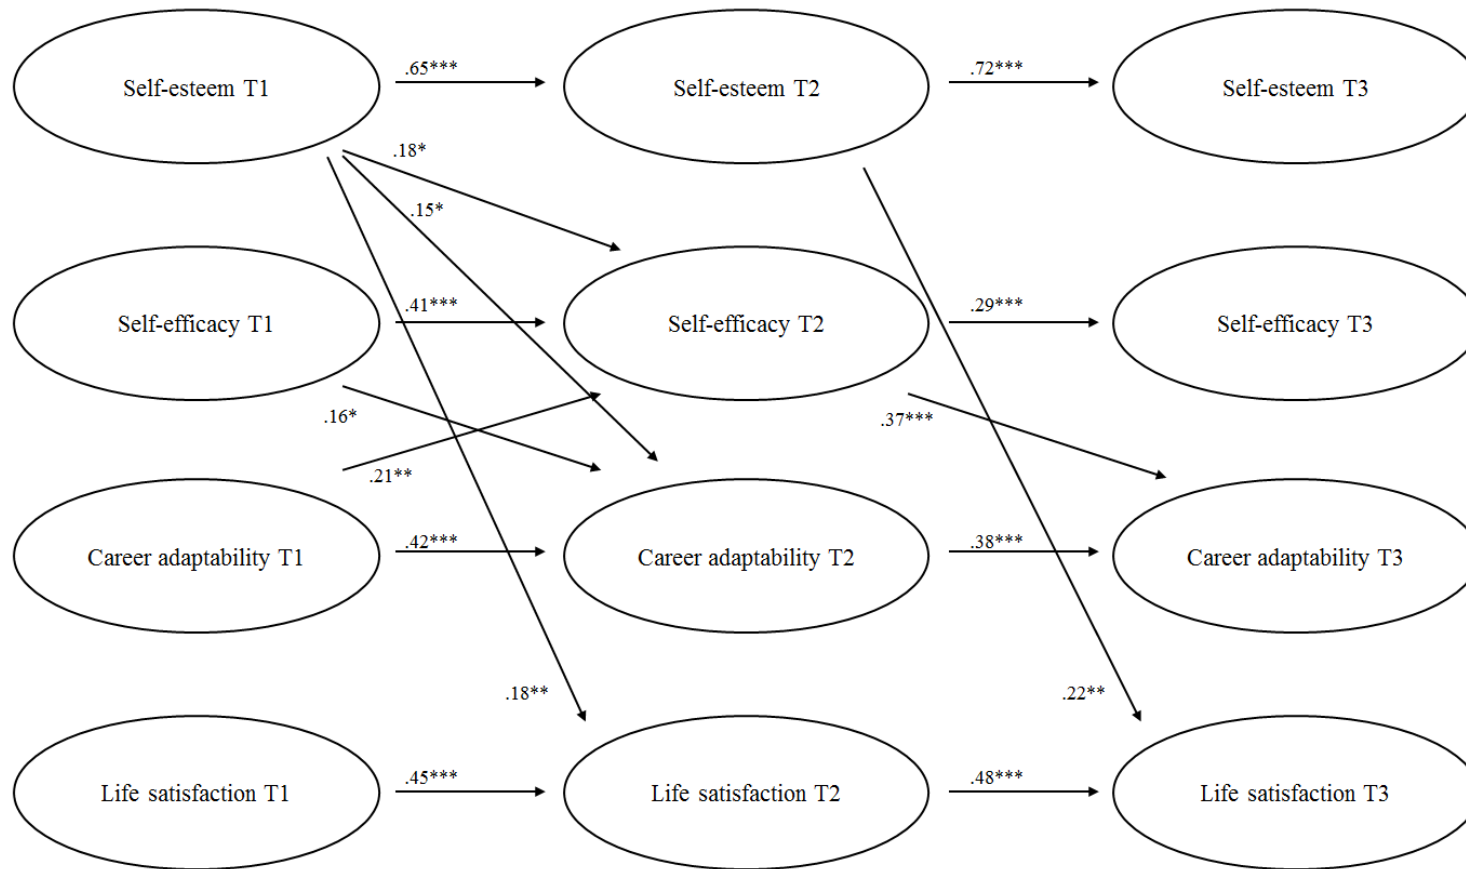 Self-esteem T1
.65***
Self-esteem T2
.72***
Self-esteem T3
.18*
.15*
Self-efficacy T1
.41***
Self-efficacy T2
.29***
Self-efficacy T3
.16*
.37***
.21**
Career adaptability T1
.42***
Career adaptability T2
.38***
Career adaptability T3
.18**
.22**
Life satisfaction T1
.45***
Life satisfaction T2
.48***
Life satisfaction T3